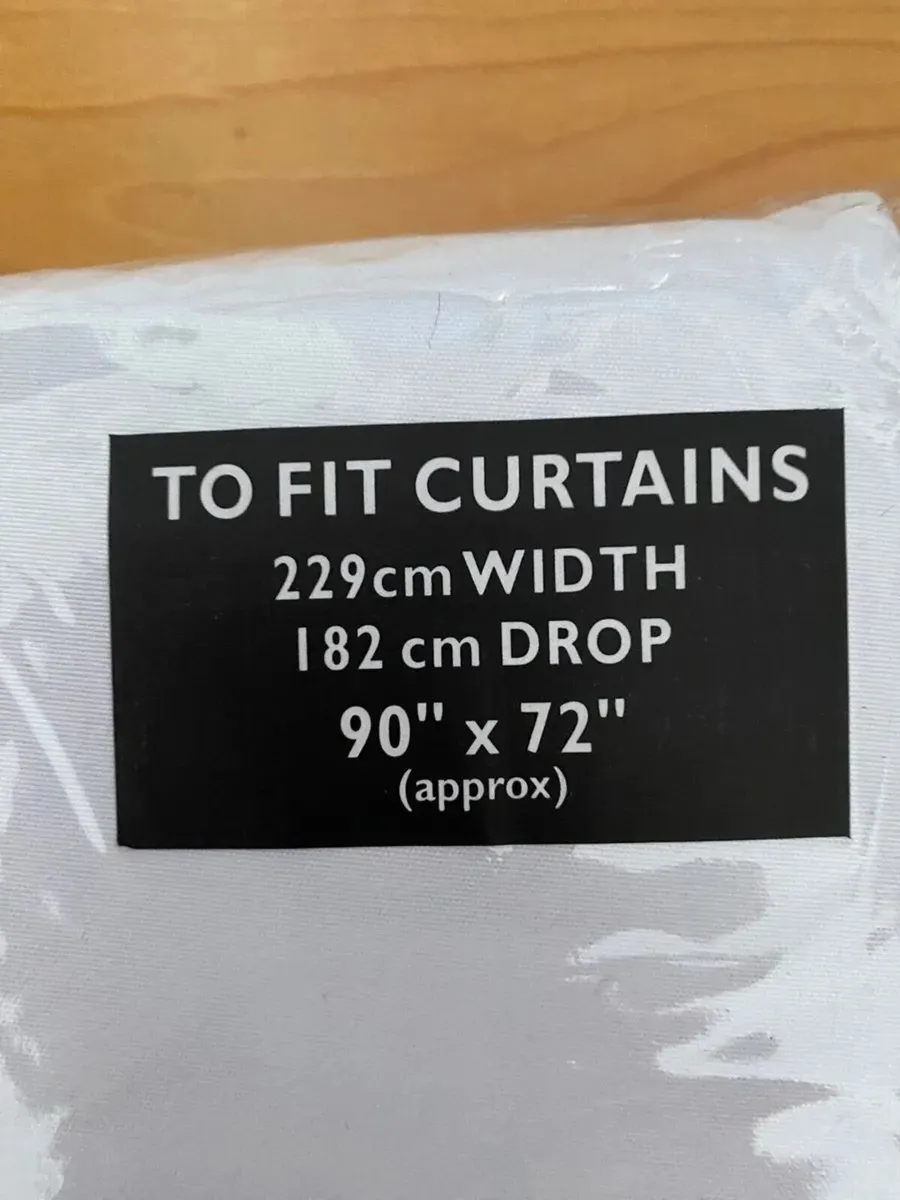 TO FIT CURTAINS
229cm WIDTH
182 cm DROP
90" x 72"
(approx)